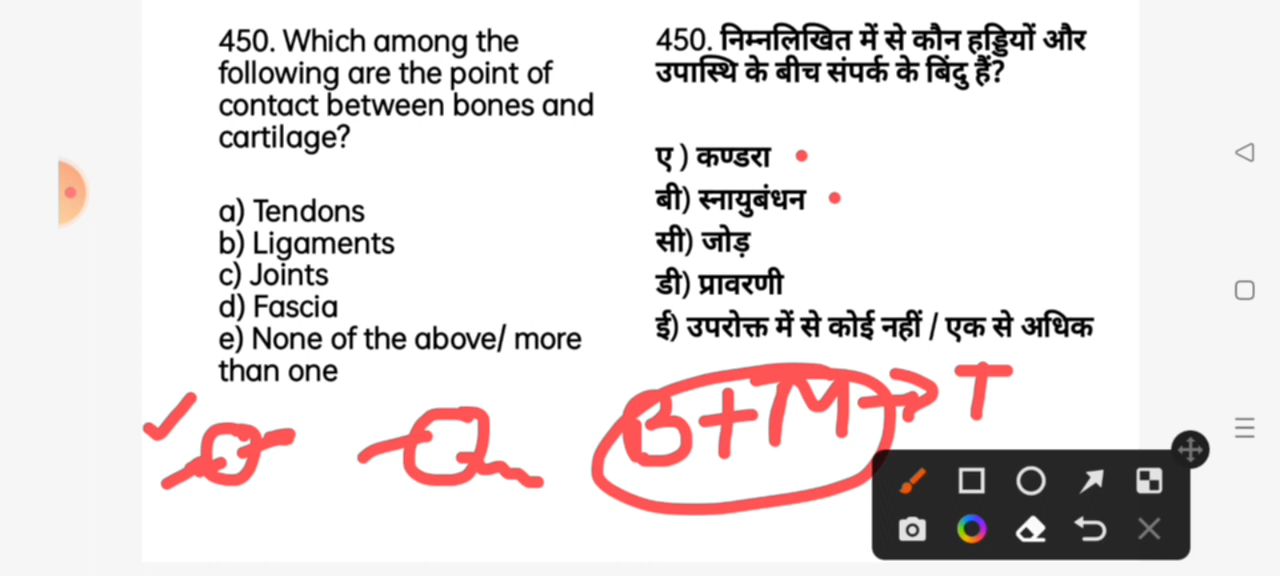 450. Which among the
following are the point of
contact between bones and
cartilage?
a) Tendons
b) Ligaments
c) Joints
d) Fascia
e) None of the above/ more
than one
450. निम्नलिखित में से कौन हड्डियों और
उपास्थि के बीच संपर्क के बिंदु हैं?
ए ) कण्डरा
बी) स्नायुबंधन
सी) जोड़
डी) प्रावरणी
ई) उपरोक्त में से कोई नहीं / एक से अधिक
B+M→T